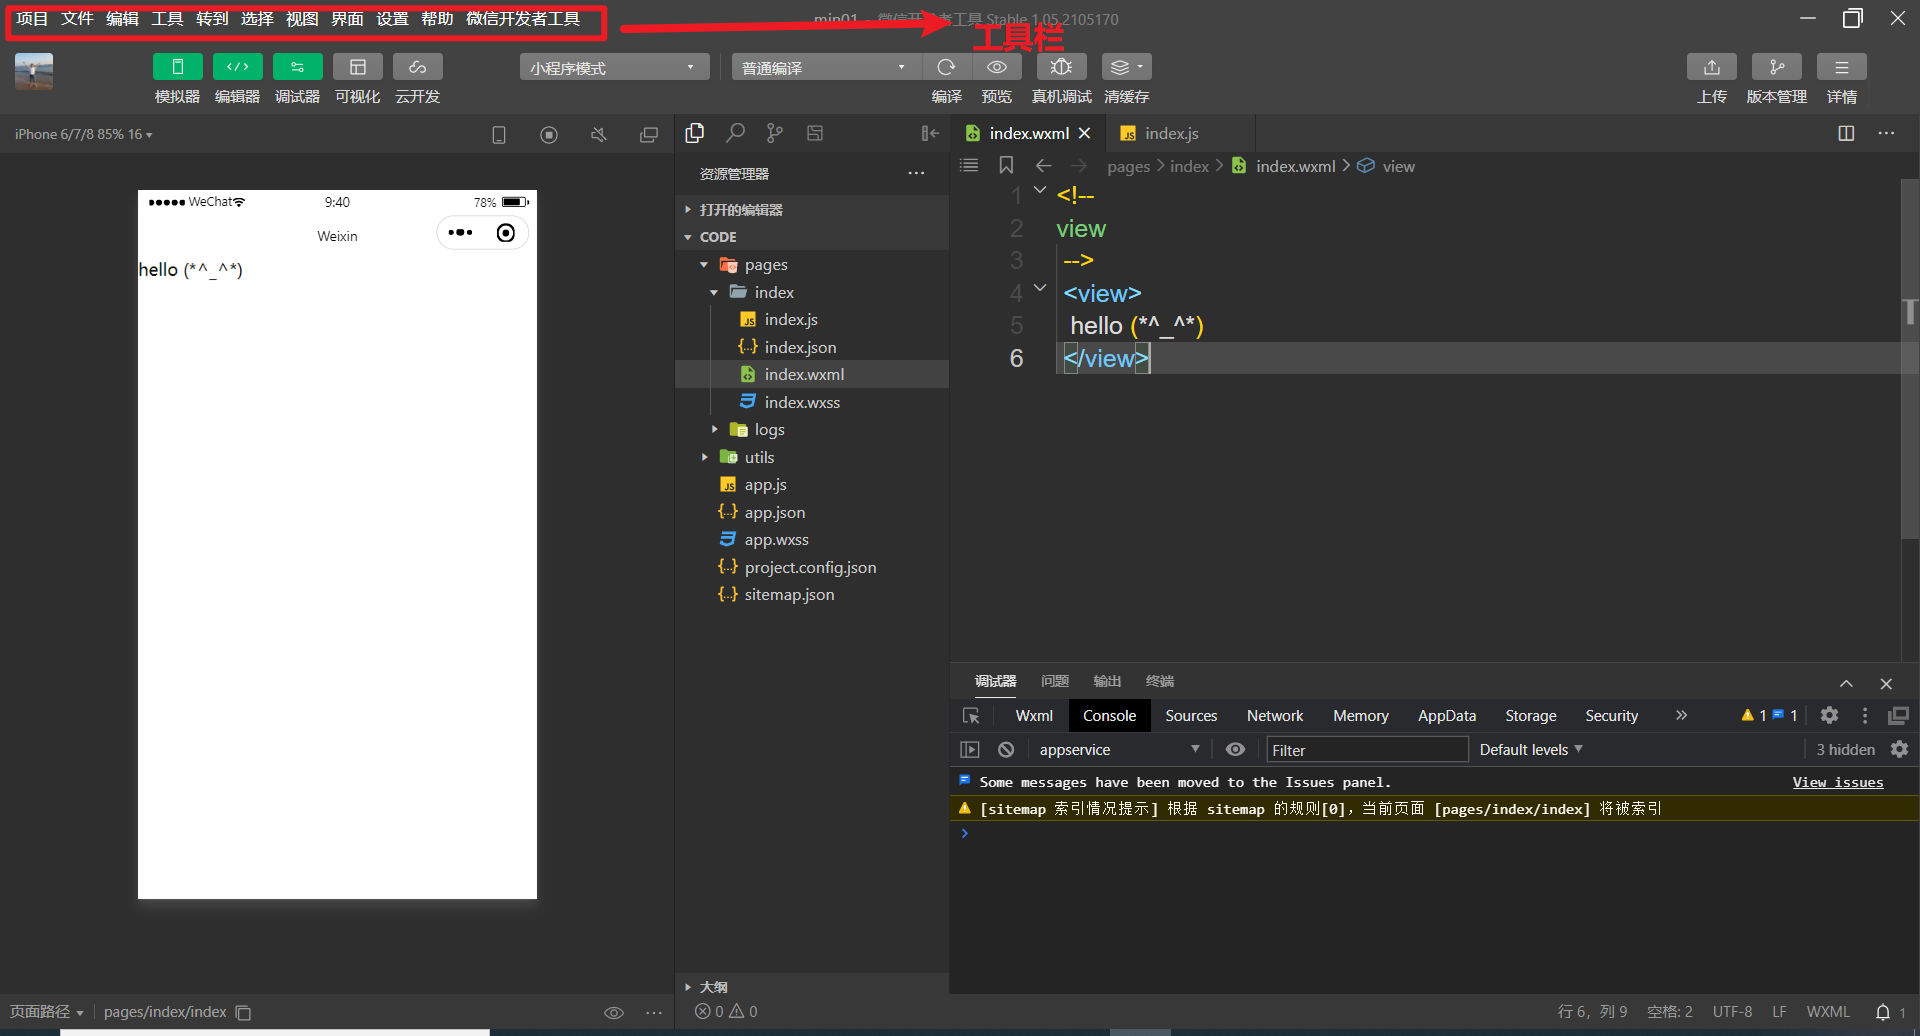 项目 文件 编辑 工具 转到 选择 视图 界面 设置 帮助 微信开发者工具
min01 - 微信开发者工具 Stable 1.05.2105170
工具栏
小程序模式
普通编译
模拟器 编辑器 调试器 可视化 云开发
编译 预览 真机调试 清缓存
上传 版本管理 详情
iPhone 6/7/8 85% 16
WeChat 9:40 78%
Weixin
hello (*^_^*)
资源管理器
打开的编辑器
CODE
pages
index
index.js
index.json
index.wxml
index.wxss
logs
utils
app.js
app.json
app.wxss
project.config.json
sitemap.json
大纲
index.wxml
index.js
pages > index > index.wxml > view
1 <!--
2 view
3 -->
4 <view>
5 hello (*^_^*)
6 </view>
调试器 问题 输出 终端
Wxml Console Sources Network Memory AppData Storage Security » 1 1
appservice Filter Default levels 3 hidden
Some messages have been moved to the Issues panel. View issues
[sitemap 索引情况提示] 根据 sitemap 的规则[0]，当前页面 [pages/index/index] 将被索引
>
页面路径 pages/index/index
0 0
行 6，列 9 空格: 2 UTF-8 LF WXML 1